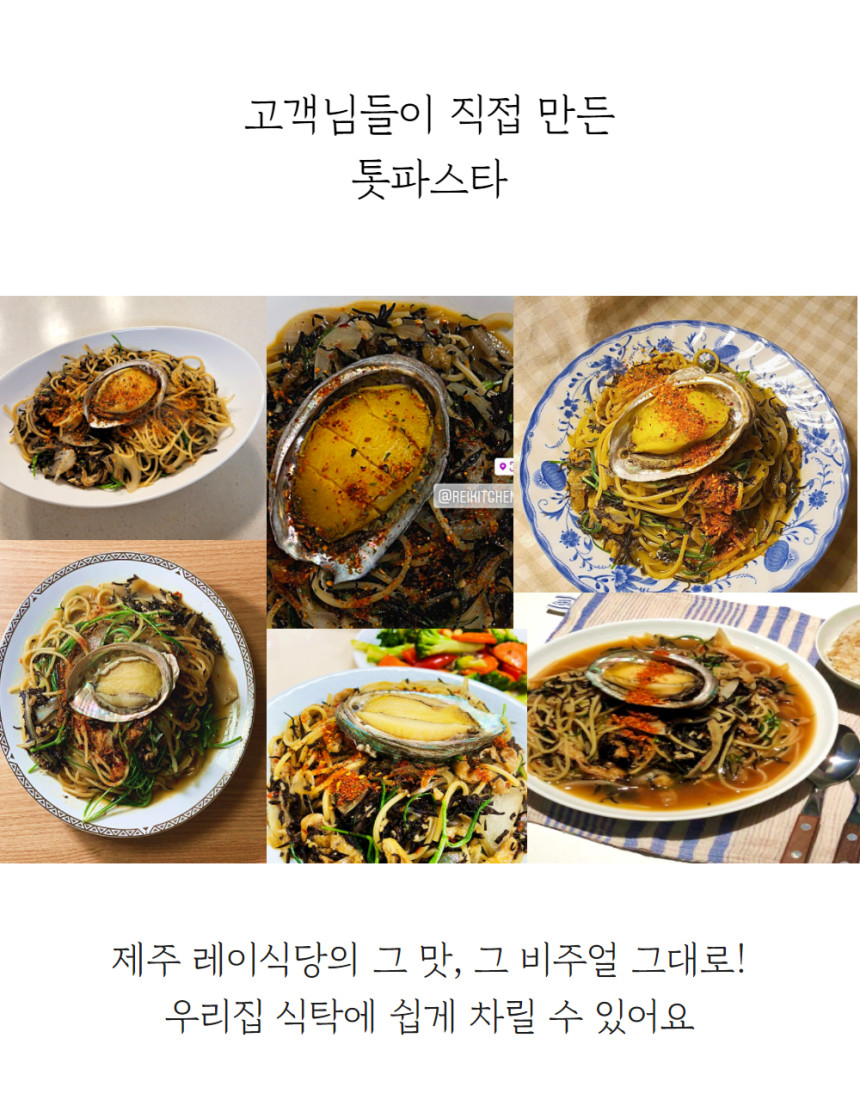 고객님들이 직접 만든
톳파스타
@REIKITCHEN
제주 레이식당의 그 맛, 그 비주얼 그대로!
우리집 식탁에 쉽게 차릴 수 있어요